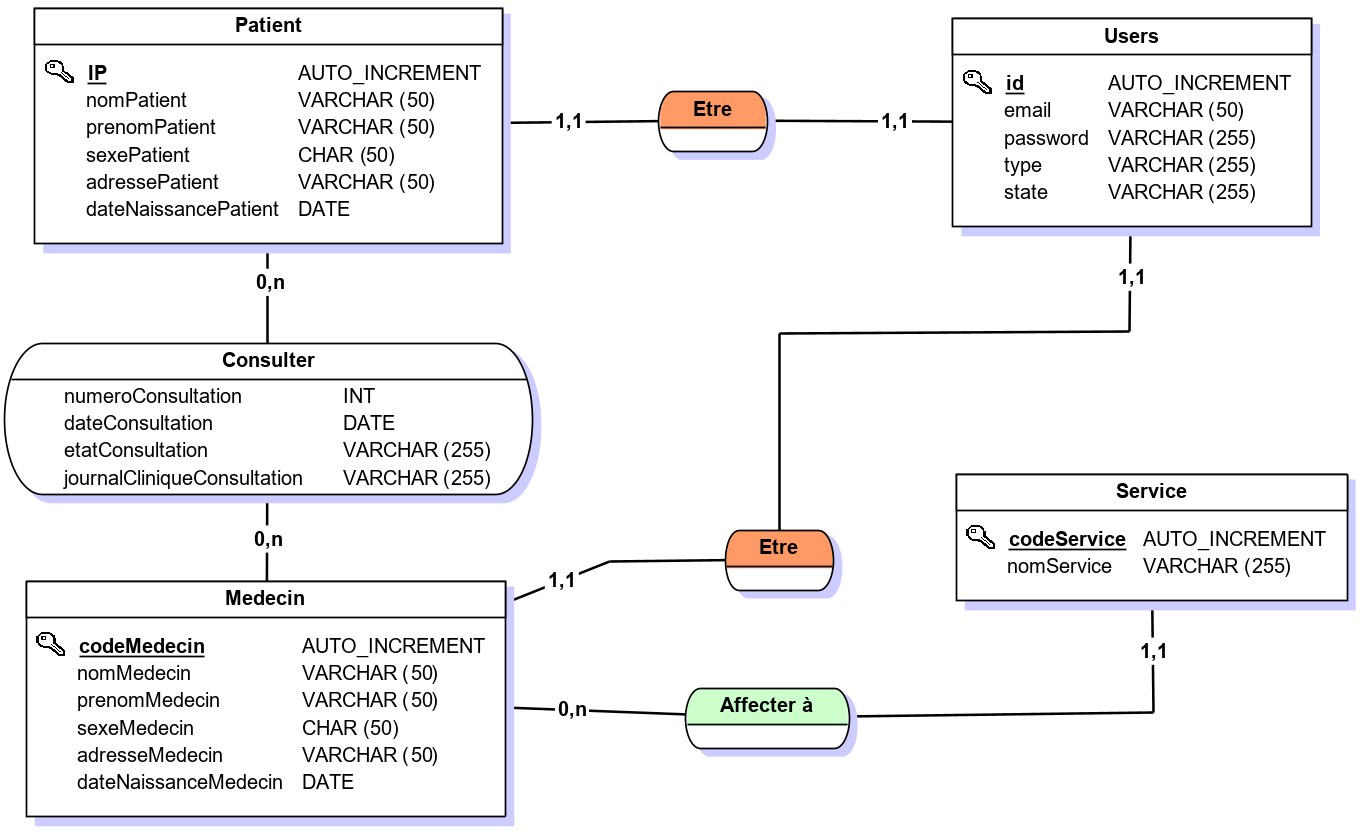 Patient
IP AUTO_INCREMENT
nomPatient VARCHAR (50)
prenomPatient VARCHAR (50)
sexePatient CHAR (50)
adressePatient VARCHAR (50)
dateNaissancePatient DATE
1,1
Etre
1,1
Users
id AUTO_INCREMENT
email VARCHAR (50)
password VARCHAR (255)
type VARCHAR (255)
state VARCHAR (255)
0,n
1,1
Consulter
numeroConsultation INT
dateConsultation DATE
etatConsultation VARCHAR (255)
journalCliniqueConsultation VARCHAR (255)
0,n
1,1
Etre
Service
codeService AUTO_INCREMENT
nomService VARCHAR (255)
Medecin
codeMedecin AUTO_INCREMENT
nomMedecin VARCHAR (50)
prenomMedecin VARCHAR (50)
sexeMedecin CHAR (50)
adresseMedecin VARCHAR (50)
dateNaissanceMedecin DATE
0,n
Affecter à
1,1